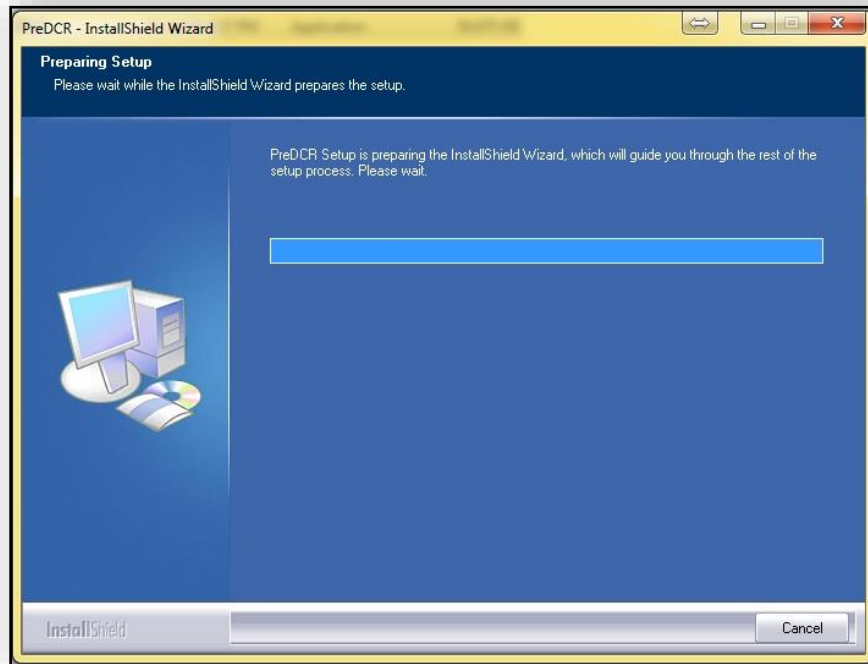 PreDCR - InstallShield Wizard
Preparing Setup
Please wait while the InstallShield Wizard prepares the setup.
PreDCR Setup is preparing the InstallShield Wizard, which will guide you through the rest of the
setup process. Please wait.
InstallShield
Cancel